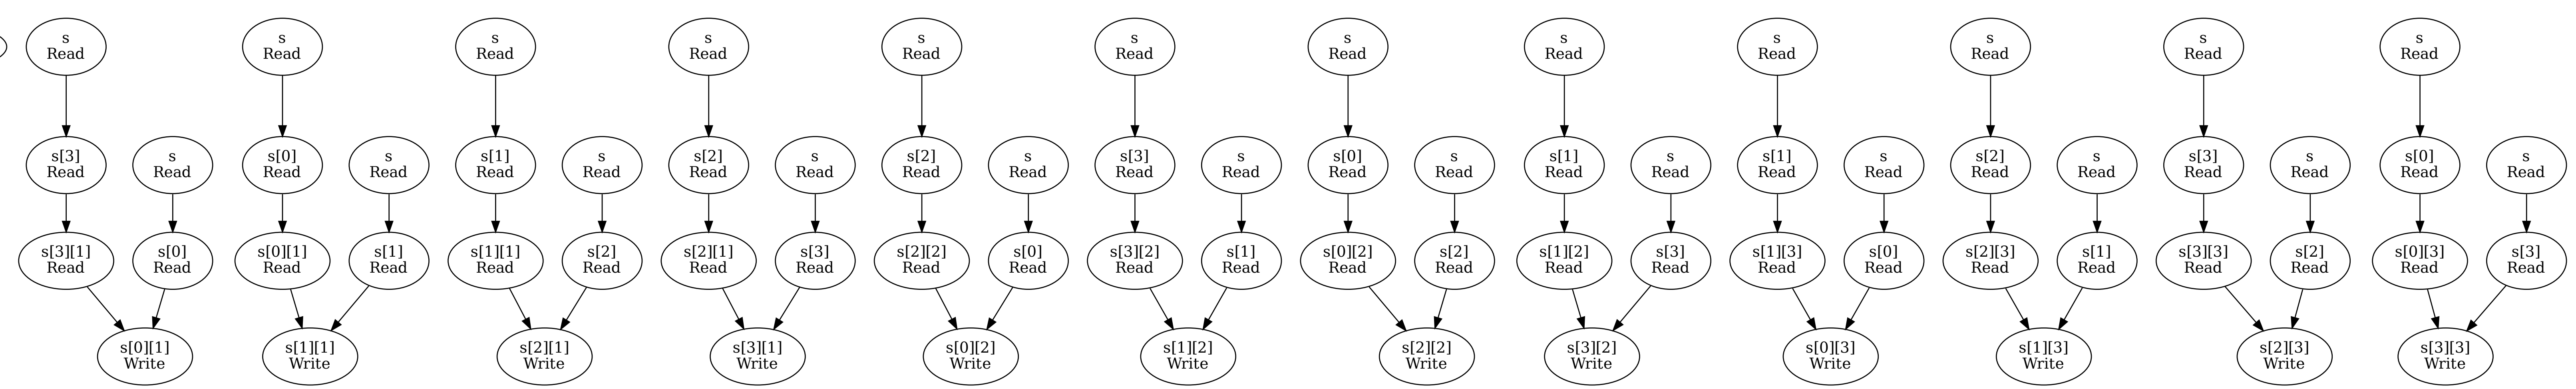 s
Read
s
Read
s
Read
s
Read
s
Read
s
Read
s
Read
s
Read
s
Read
s
Read
s
Read
s
Read
s[3]
Read
s
Read
s[0]
Read
s
Read
s[1]
Read
s
Read
s[2]
Read
s
Read
s[2]
Read
s
Read
s[3]
Read
s
Read
s[0]
Read
s
Read
s[1]
Read
s
Read
s[1]
Read
s
Read
s[2]
Read
s
Read
s[3]
Read
s
Read
s[0]
Read
s
Read
s[3][1]
Read
s[0]
Read
s[0][1]
Read
s[1]
Read
s[1][1]
Read
s[2]
Read
s[2][1]
Read
s[3]
Read
s[2][2]
Read
s[0]
Read
s[3][2]
Read
s[1]
Read
s[0][2]
Read
s[2]
Read
s[1][2]
Read
s[3]
Read
s[1][3]
Read
s[0]
Read
s[2][3]
Read
s[1]
Read
s[3][3]
Read
s[2]
Read
s[0][3]
Read
s[3]
Read
s[0][1]
Write
s[1][1]
Write
s[2][1]
Write
s[3][1]
Write
s[0][2]
Write
s[1][2]
Write
s[2][2]
Write
s[3][2]
Write
s[0][3]
Write
s[1][3]
Write
s[2][3]
Write
s[3][3]
Write